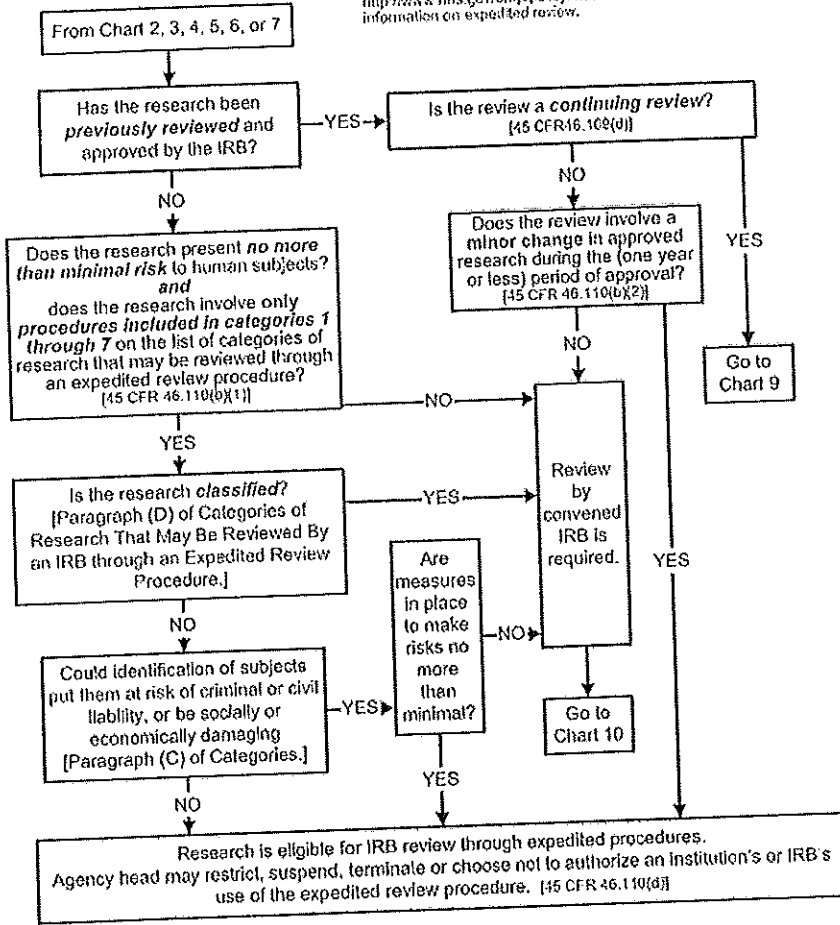 information on expedited review.
From Chart 2, 3, 4, 5, 6, or 7
Has the research been
previously reviewed and
approved by the IRB?
YES
Is the review a continuing review?
[45 CFR46.109(d)]
NO
NO
YES
Does the research present no more
than minimal risk to human subjects?
and
does the research involve only
procedures included in categories 1
through 7 on the list of categories of
research that may be reviewed through
an expedited review procedure?
[45 CFR 46.110(b)(1)]
Does the review involve a
minor change in approved
research during the (one year
or less) period of approval?
[45 CFR 46.110(b)(2)]
NO
Go to
Chart 9
NO
YES
Is the research classified?
[Paragraph (D) of Categories of
Research That May Be Reviewed By
an IRB through an Expedited Review
Procedure.]
YES
Review
by
convened
IRB is
required.
YES
NO
Are
measures
in place
to make
risks no
more
than
minimal?
NO
Could identification of subjects
put them at risk of criminal or civil
liability, or be socially or
economically damaging
[Paragraph (C) of Categories.]
YES
Go to
Chart 10
NO
YES
Research is eligible for IRB review through expedited procedures.
Agency head may restrict, suspend, terminate or choose not to authorize an institution's or IRB's
use of the expedited review procedure. [45 CFR 46.110(d)]